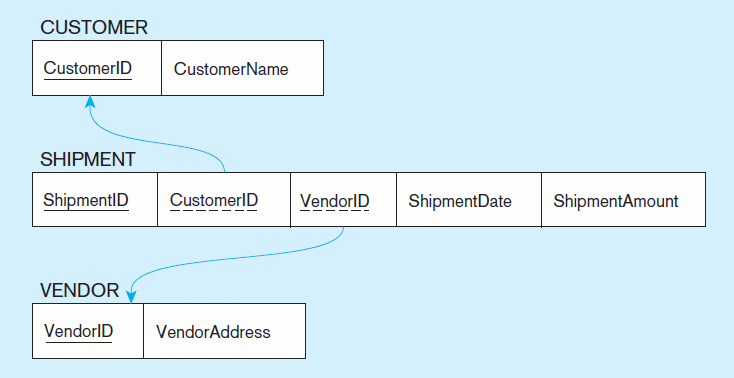 CUSTOMER
CustomerID CustomerName
SHIPMENT
ShipmentID CustomerID VendorID ShipmentDate ShipmentAmount
VENDOR
VendorID VendorAddress